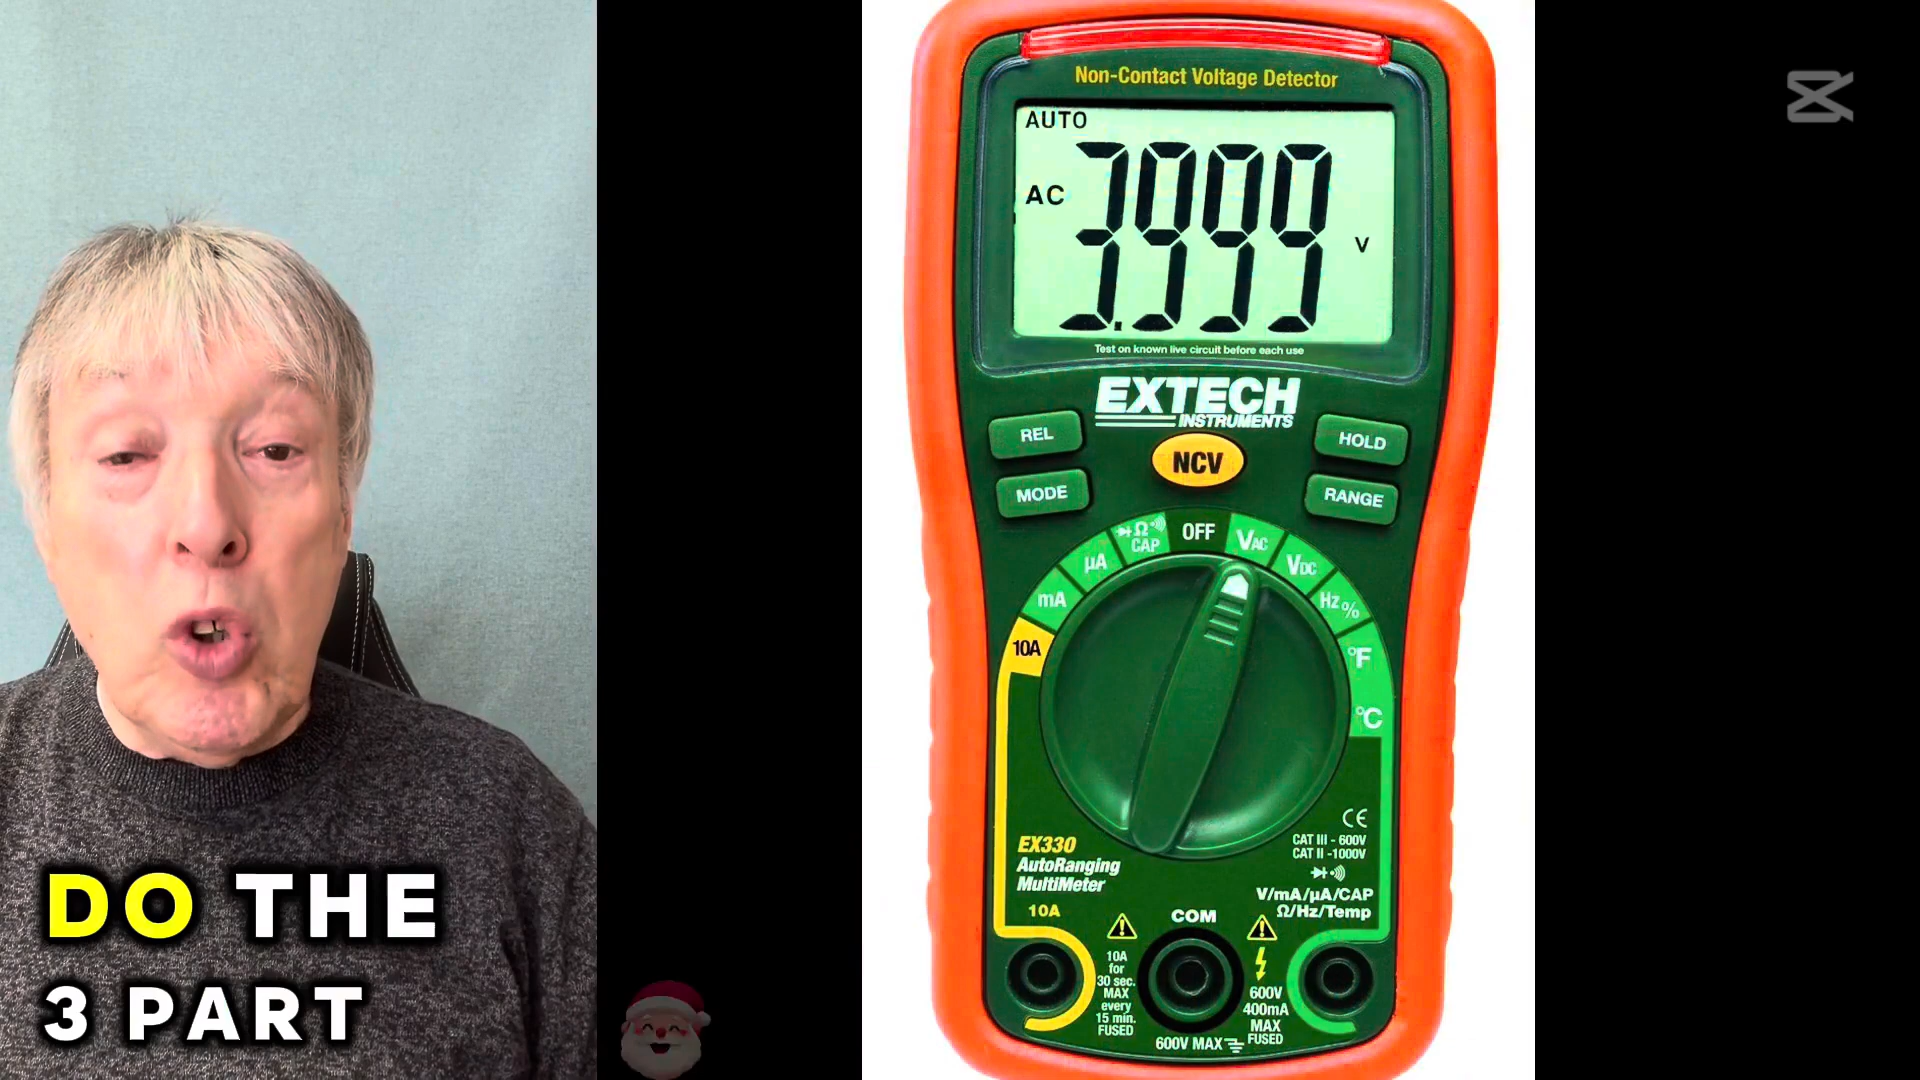 DO THE
3 PART
Non-Contact Voltage Detector
AUTO
AC
3.999
V
Test on known live circuit before each use
EXTECH
INSTRUMENTS
REL
HOLD
NCV
MODE
RANGE
OFF
Ω
CAP
VAC
µA
VDC
mA
Hz%
10A
°F
°C
CE
CAT III - 600V
CAT II -1000V
EX330
AutoRanging
MultiMeter
V/mA/µA/CAP
Ω/Hz/Temp
10A
COM
10A
for
30 sec.
MAX
every
15 min.
FUSED
600V
400mA
MAX
FUSED
600V MAX